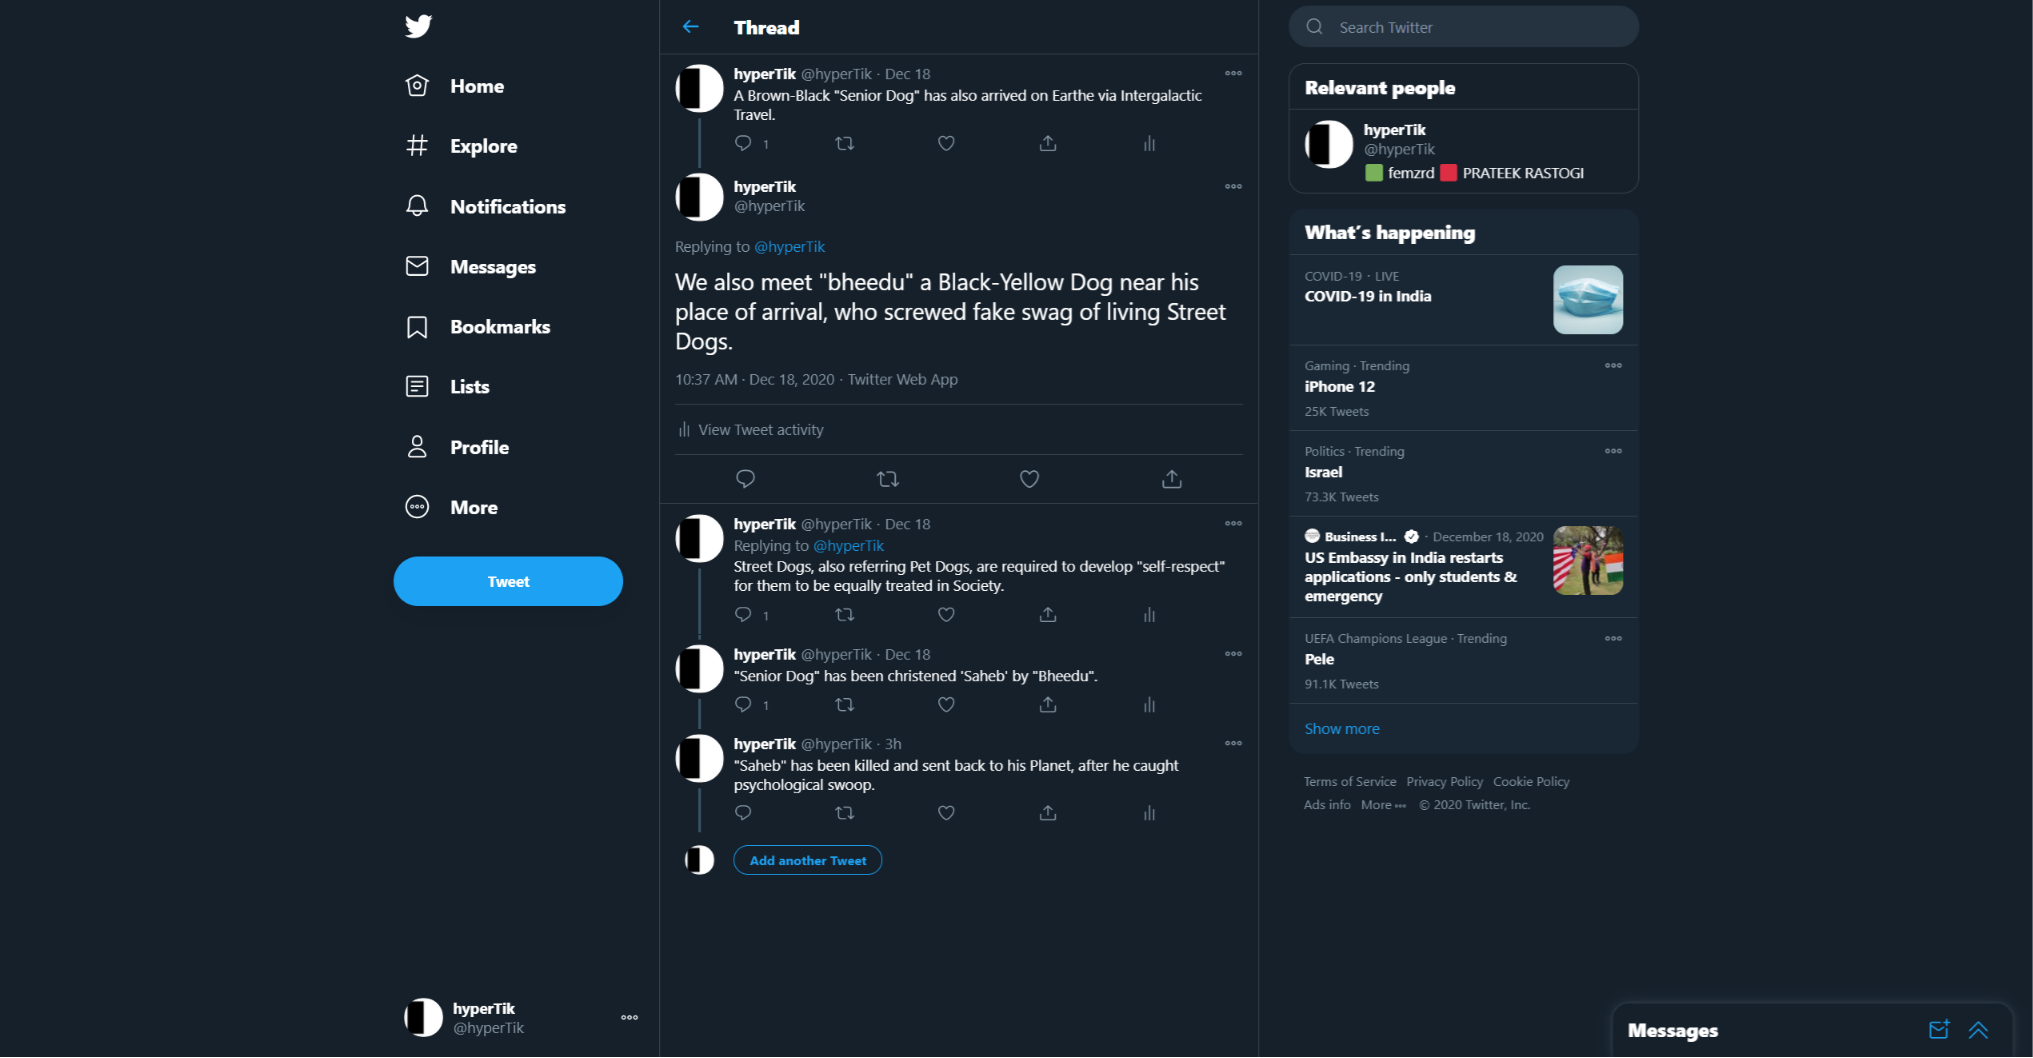 Home
Explore
Notifications
Messages
Bookmarks
Lists
Profile
More
Tweet
hyperTik
@hyperTik
Thread
hyperTik @hyperTik · Dec 18
A Brown-Black "Senior Dog" has also arrived on Earthe via Intergalactic
Travel.
1
hyperTik
@hyperTik
Replying to @hyperTik
We also meet "bheedu" a Black-Yellow Dog near his
place of arrival, who screwed fake swag of living Street
Dogs.
10:37 AM · Dec 18, 2020 · Twitter Web App
View Tweet activity
hyperTik @hyperTik · Dec 18
Replying to @hyperTik
Street Dogs, also referring Pet Dogs, are required to develop "self-respect"
for them to be equally treated in Society.
1
hyperTik @hyperTik · Dec 18
"Senior Dog" has been christened 'Saheb' by "Bheedu".
1
hyperTik @hyperTik · 3h
"Saheb" has been killed and sent back to his Planet, after he caught
psychological swoop.
Add another Tweet
Search Twitter
Relevant people
hyperTik
@hyperTik
femzrd PRATEEK RASTOGI
What's happening
COVID-19 · LIVE
COVID-19 in India
Gaming · Trending
iPhone 12
25K Tweets
Politics · Trending
Israel
73.3K Tweets
Business I... · December 18, 2020
US Embassy in India restarts
applications - only students &
emergency
UEFA Champions League · Trending
Pele
91.1K Tweets
Show more
Terms of Service Privacy Policy Cookie Policy
Ads info More © 2020 Twitter, Inc.
Messages